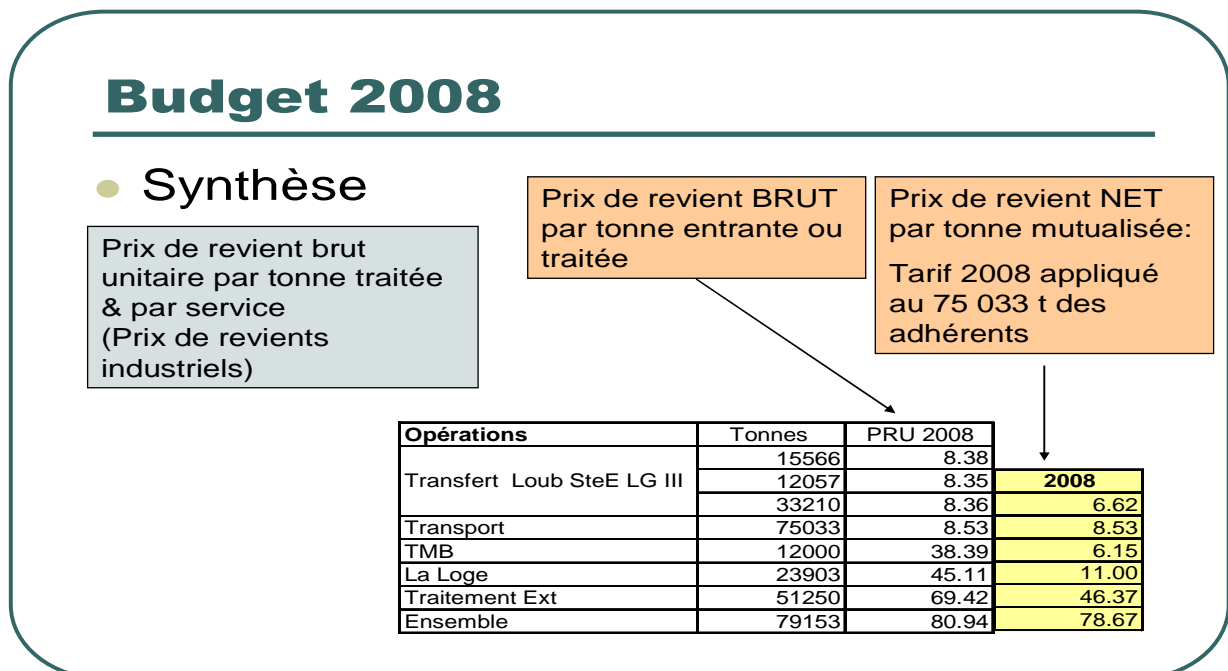 Budget 2008
Synthèse
Prix de revient brut
unitaire par tonne traitée
& par service
(Prix de revients
industriels)
Prix de revient BRUT
par tonne entrante ou
traitée
Prix de revient NET
par tonne mutualisée:
Tarif 2008 appliqué
au 75 033 t des
adhérents
Opérations Tonnes PRU 2008
15566 8.38
Transfert Loub SteE LG III 12057 8.35 2008
33210 8.36 6.62
Transport 75033 8.53 8.53
TMB 12000 38.39 6.15
La Loge 23903 45.11 11.00
Traitement Ext 51250 69.42 46.37
Ensemble 79153 80.94 78.67